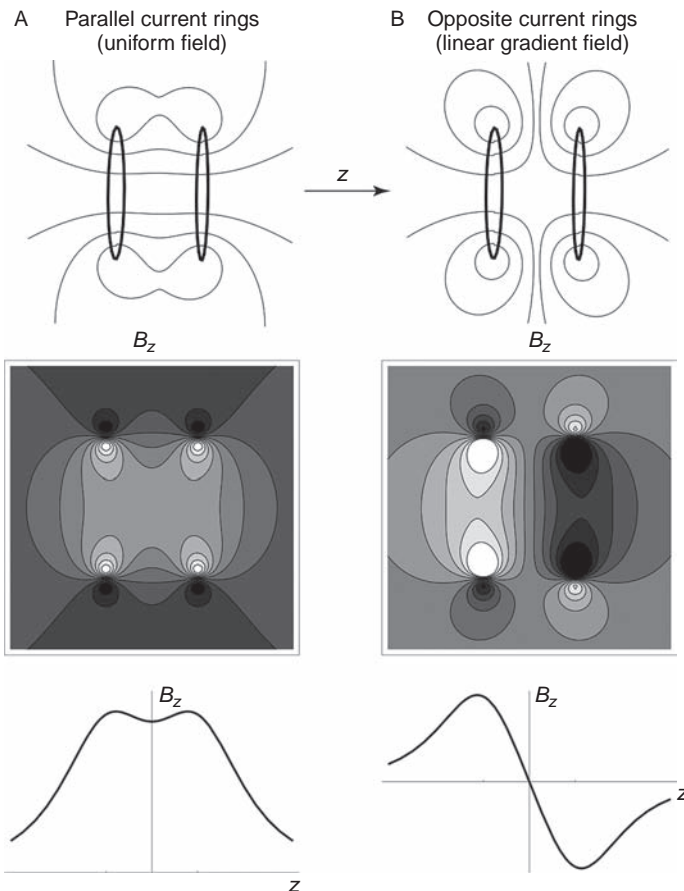 A Parallel current rings
(uniform field)
B Opposite current rings
(linear gradient field)
z
B_z
B_z
B_z
z
B_z
z